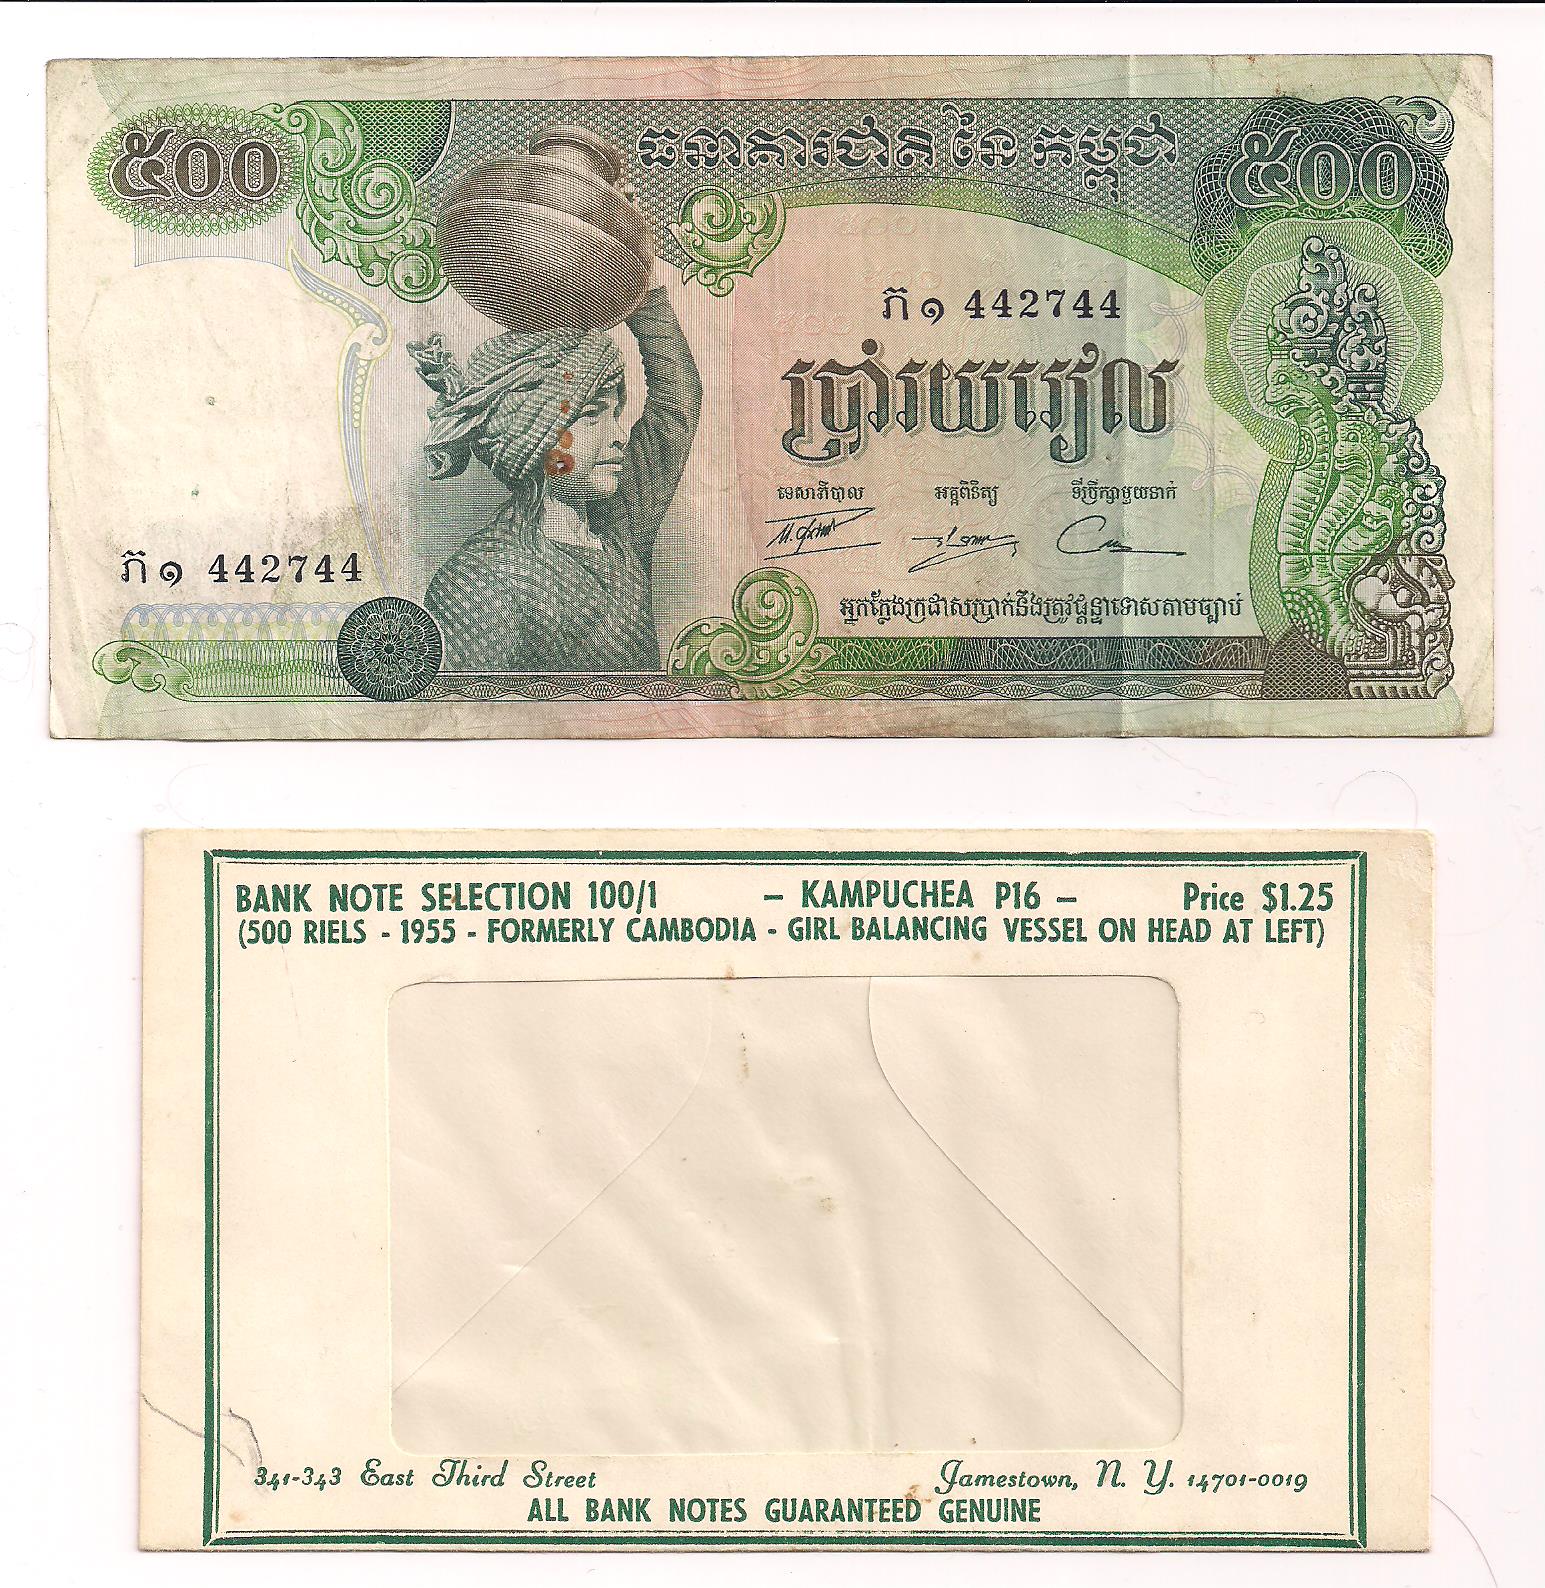 ៥០០
ធនាគារជាតិ នៃ កម្ពុជា
៥០០
ភ១ 442744
ប្រាំរយរៀល
ទេសាភិបាល
អគ្គពិនិត្យ
ទីប្រឹក្សាមួយនាក់
ភ១ 442744
អ្នកក្លែងក្រដាសប្រាក់នឹងត្រូវផ្តន្ទាទោសតាមច្បាប់
BANK NOTE SELECTION 100/1 – KAMPUCHEA P16 – Price $1.25
(500 RIELS - 1955 - FORMERLY CAMBODIA - GIRL BALANCING VESSEL ON HEAD AT LEFT)
341-343 East Third Street Jamestown, N. Y. 14701-0019
ALL BANK NOTES GUARANTEED GENUINE